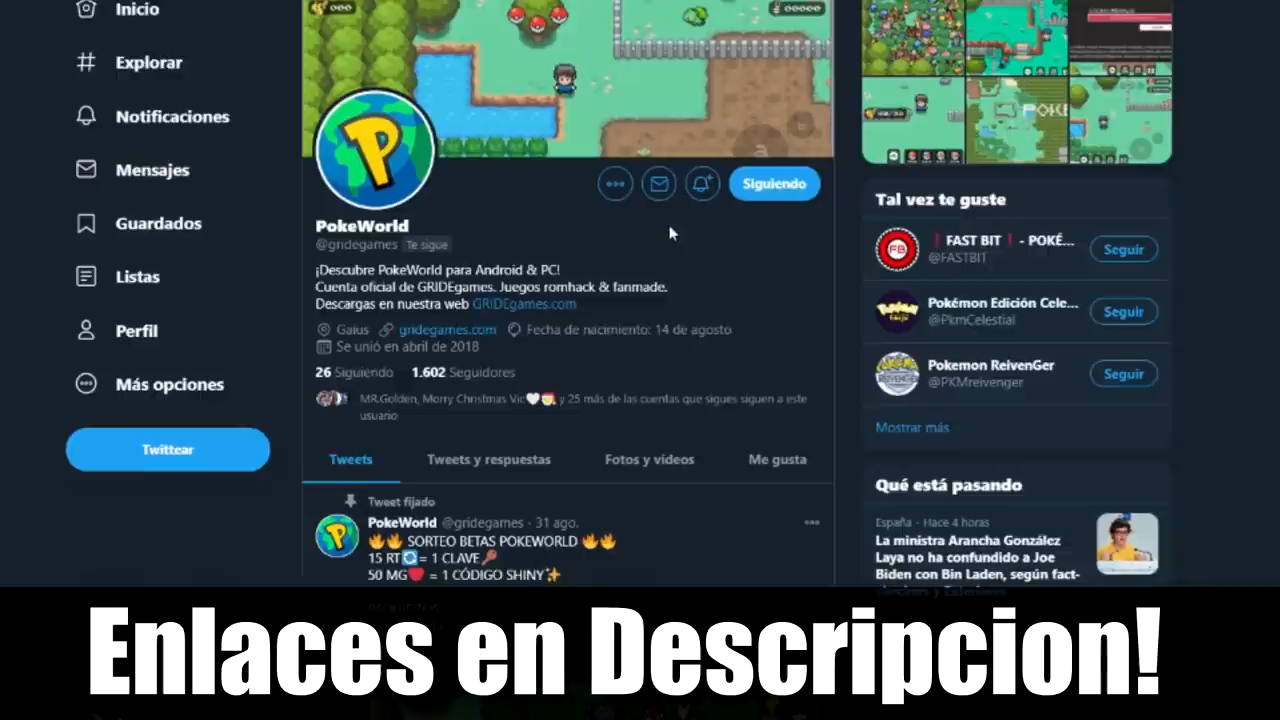 Inicio
Explorar
Notificaciones
Mensajes
Guardados
Listas
Perfil
Más opciones
Twittear
P
Siguiendo
PokeWorld
@gridegames Te sigue
¡Descubre PokeWorld para Android & PC!
Cuenta oficial de GRIDEgames. Juegos romhack & fanmade.
Descargas en nuestra web GRIDEgames.com
Gaius gridegames.com Fecha de nacimiento: 14 de agosto
Se unió en abril de 2018
26 Siguiendo 1.602 Seguidores
MR.Golden, Merry Christmas Vic🤍🎅 y 25 más de las cuentas que sigues siguen a este
usuario
Tweets Tweets y respuestas Fotos y videos Me gusta
Tweet fijado
PokeWorld @gridegames · 31 ago.
🔥🔥 SORTEO BETAS POKEWORLD 🔥🔥
15 RT🔄= 1 CLAVE🔑
50 MG❤️ = 1 CÓDIGO SHINY✨
POKE
Tal vez te guste
❗FAST BIT❗ - POKÉ...
@FASTBIT
Seguir
Pokémon Edición Cele...
@PkmCelestial
Seguir
Pokemon ReivenGer
@PKMreivenger
Seguir
Mostrar más
Qué está pasando
España · Hace 4 horas
La ministra Arancha González
Laya no ha confundido a Joe
Biden con Bin Laden, según fact-
Enlaces en Descripcion!